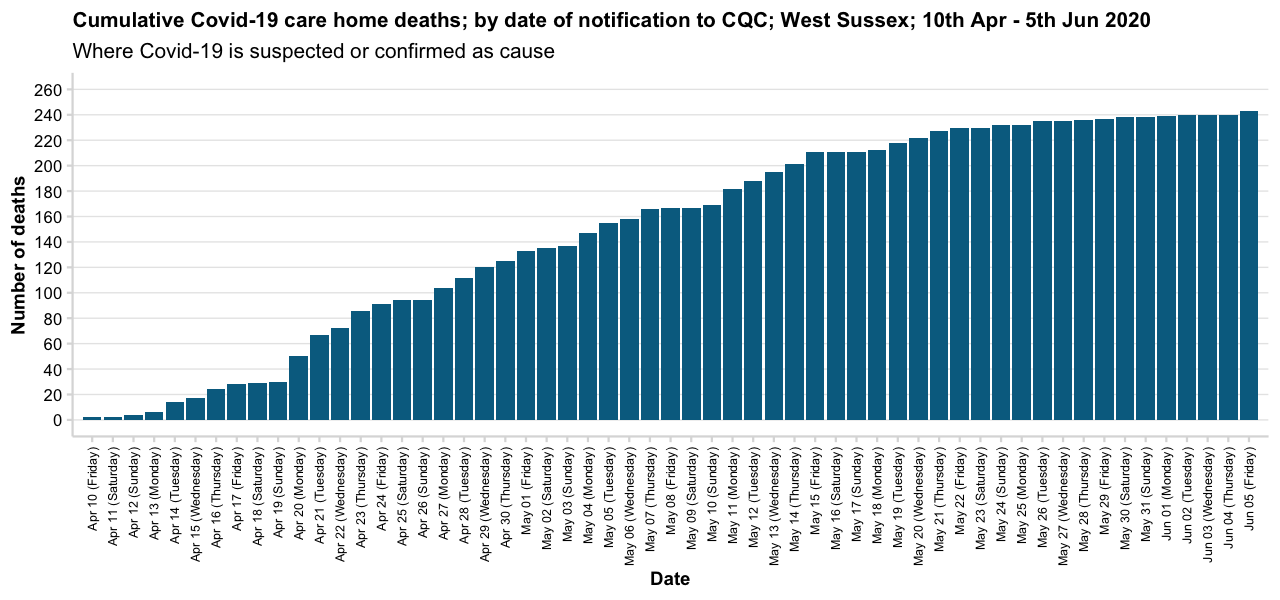 Cumulative Covid-19 care home deaths; by date of notification to CQC; West Sussex; 10th Apr - 5th Jun 2020
Where Covid-19 is suspected or confirmed as cause
Number of deaths
260
240
220
200
180
160
140
120
100
80
60
40
20
0
Apr 10 (Friday)
Apr 11 (Saturday)
Apr 12 (Sunday)
Apr 13 (Monday)
Apr 14 (Tuesday)
Apr 15 (Wednesday)
Apr 16 (Thursday)
Apr 17 (Friday)
Apr 18 (Saturday)
Apr 19 (Sunday)
Apr 20 (Monday)
Apr 21 (Tuesday)
Apr 22 (Wednesday)
Apr 23 (Thursday)
Apr 24 (Friday)
Apr 25 (Saturday)
Apr 26 (Sunday)
Apr 27 (Monday)
Apr 28 (Tuesday)
Apr 29 (Wednesday)
Apr 30 (Thursday)
May 01 (Friday)
May 02 (Saturday)
May 03 (Sunday)
May 04 (Monday)
May 05 (Tuesday)
May 06 (Wednesday)
May 07 (Thursday)
May 08 (Friday)
May 09 (Saturday)
May 10 (Sunday)
May 11 (Monday)
May 12 (Tuesday)
May 13 (Wednesday)
May 14 (Thursday)
May 15 (Friday)
May 16 (Saturday)
May 17 (Sunday)
May 18 (Monday)
May 19 (Tuesday)
May 20 (Wednesday)
May 21 (Thursday)
May 22 (Friday)
May 23 (Saturday)
May 24 (Sunday)
May 25 (Monday)
May 26 (Tuesday)
May 27 (Wednesday)
May 28 (Thursday)
May 29 (Friday)
May 30 (Saturday)
May 31 (Sunday)
Jun 01 (Monday)
Jun 02 (Tuesday)
Jun 03 (Wednesday)
Jun 04 (Thursday)
Jun 05 (Friday)
Date